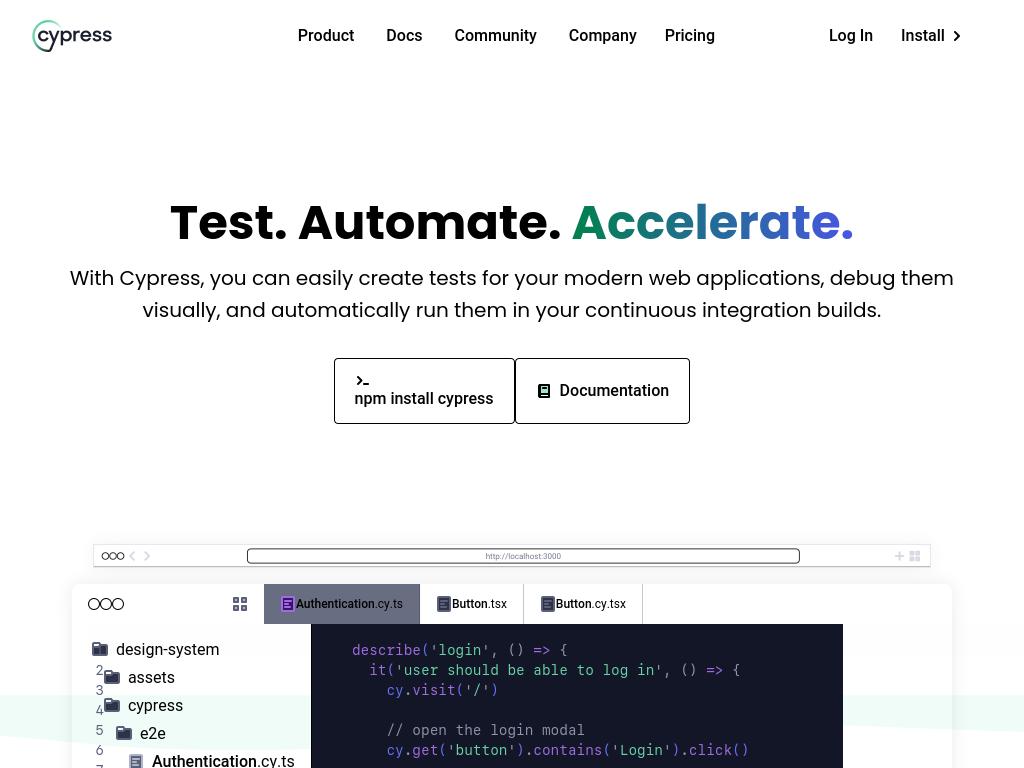 cypress
Product Docs Community Company Pricing Log In Install
Test. Automate. Accelerate.
With Cypress, you can easily create tests for your modern web applications, debug them
visually, and automatically run them in your continuous integration builds.
npm install cypress
Documentation
http://localhost:3000
Authentication.cy.ts Button.tsx Button.cy.tsx
design-system
2
assets
3
4
cypress
5
e2e
6
Authentication.cy.ts
describe('login', () => {
it('user should be able to log in', () => {
cy.visit('/')
// open the login modal
cy.get('button').contains('Login').click()